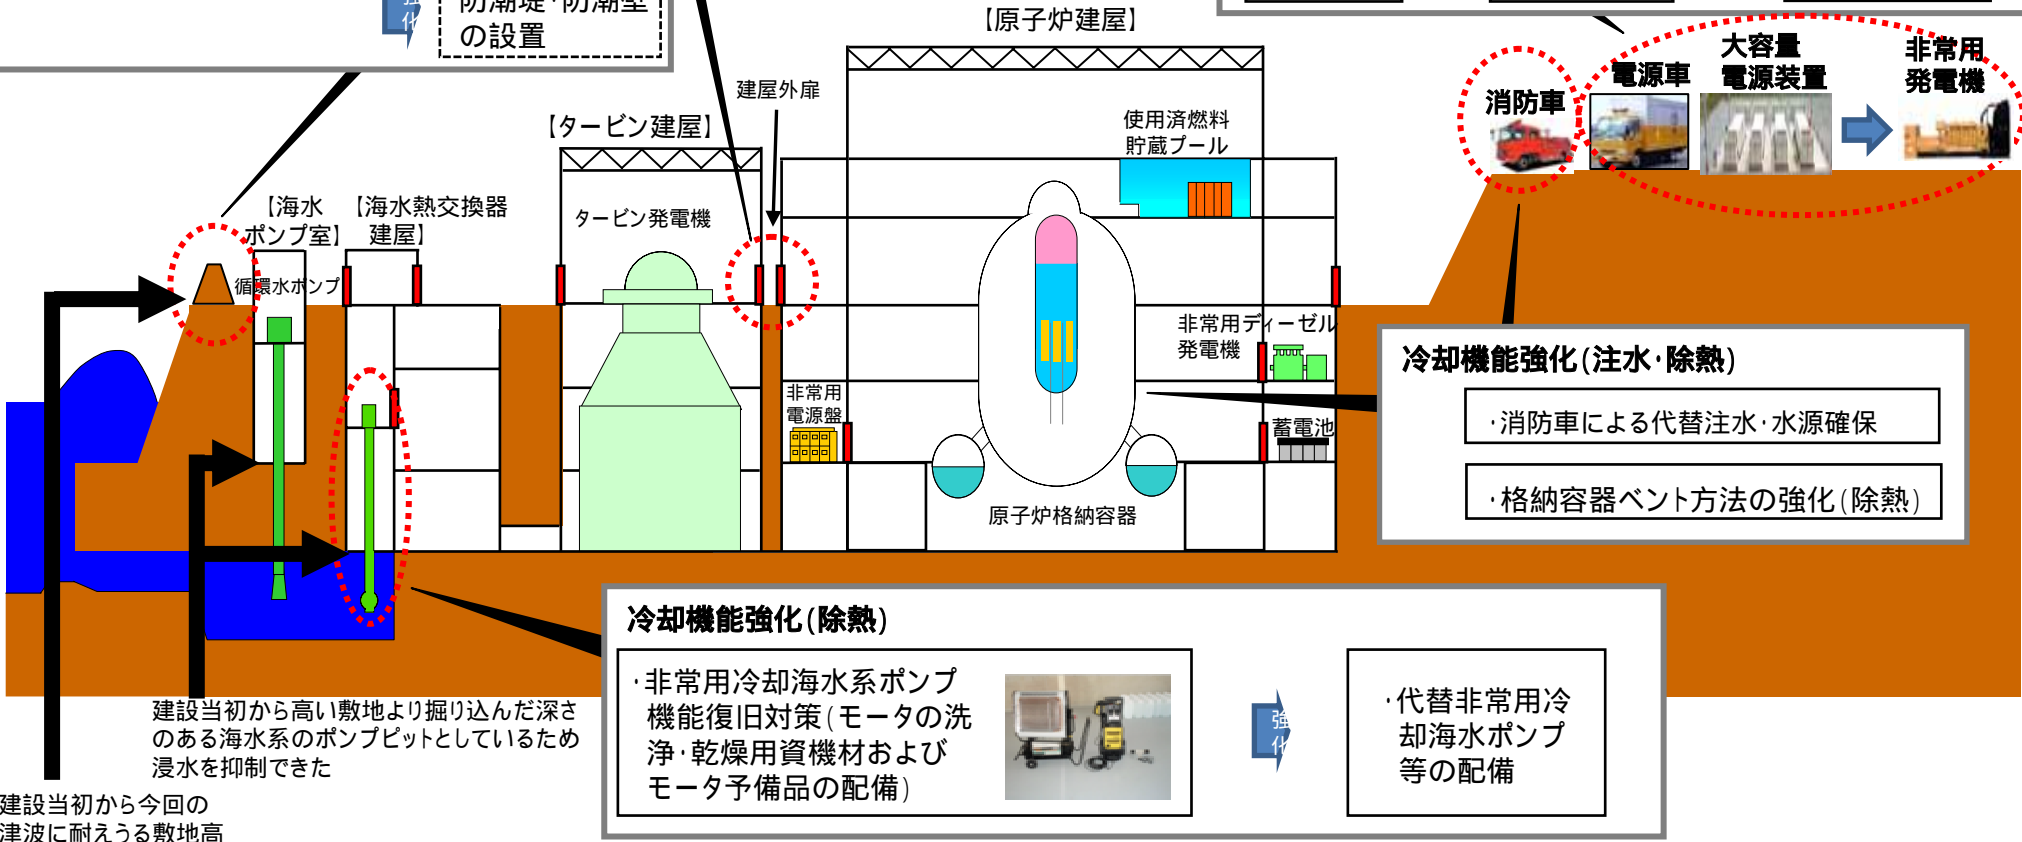 強化
防潮堤・防潮壁
の設置
【原子炉建屋】
建屋外扉
【タービン建屋】
使用済燃料
貯蔵プール
消防車
電源車
大容量
電源装置
非常用
発電機
【海水
ポンプ室】
【海水熱交換器
建屋】
循環水ポンプ
タービン発電機
非常用ディーゼル
発電機
非常用
電源盤
蓄電池
原子炉格納容器
冷却機能強化(注水・除熱)
・消防車による代替注水・水源確保
・格納容器ベント方法の強化(除熱)
冷却機能強化(除熱)
・非常用冷却海水系ポンプ
機能復旧対策(モータの洗
浄・乾燥用資機材および
モータ予備品の配備)
強化
・代替非常用冷
却海水ポンプ
等の配備
建設当初から高い敷地より掘り込んだ深さ
のある海水系のポンプピットとしているため
浸水を抑制できた
建設当初から今回の
津波に耐えうる敷地高